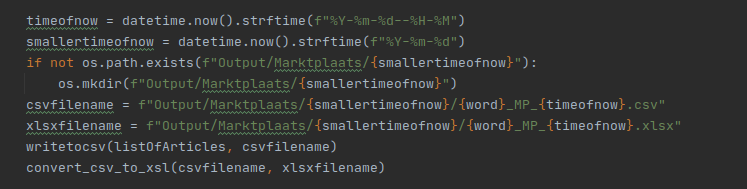 timeofnow = datetime.now().strftime(f"%Y-%m-%d--%H-%M")
smallertimeofnow = datetime.now().strftime(f"%Y-%m-%d")
if not os.path.exists(f"Output/Marktplaats/{smallertimeofnow}"):
    os.mkdir(f"Output/Marktplaats/{smallertimeofnow}")
csvfilename = f"Output/Marktplaats/{smallertimeofnow}/{word}_MP_{timeofnow}.csv"
xlsxfilename = f"Output/Marktplaats/{smallertimeofnow}/{word}_MP_{timeofnow}.xlsx"
writetocsv(listOfArticles, csvfilename)
convert_csv_to_xsl(csvfilename, xlsxfilename)